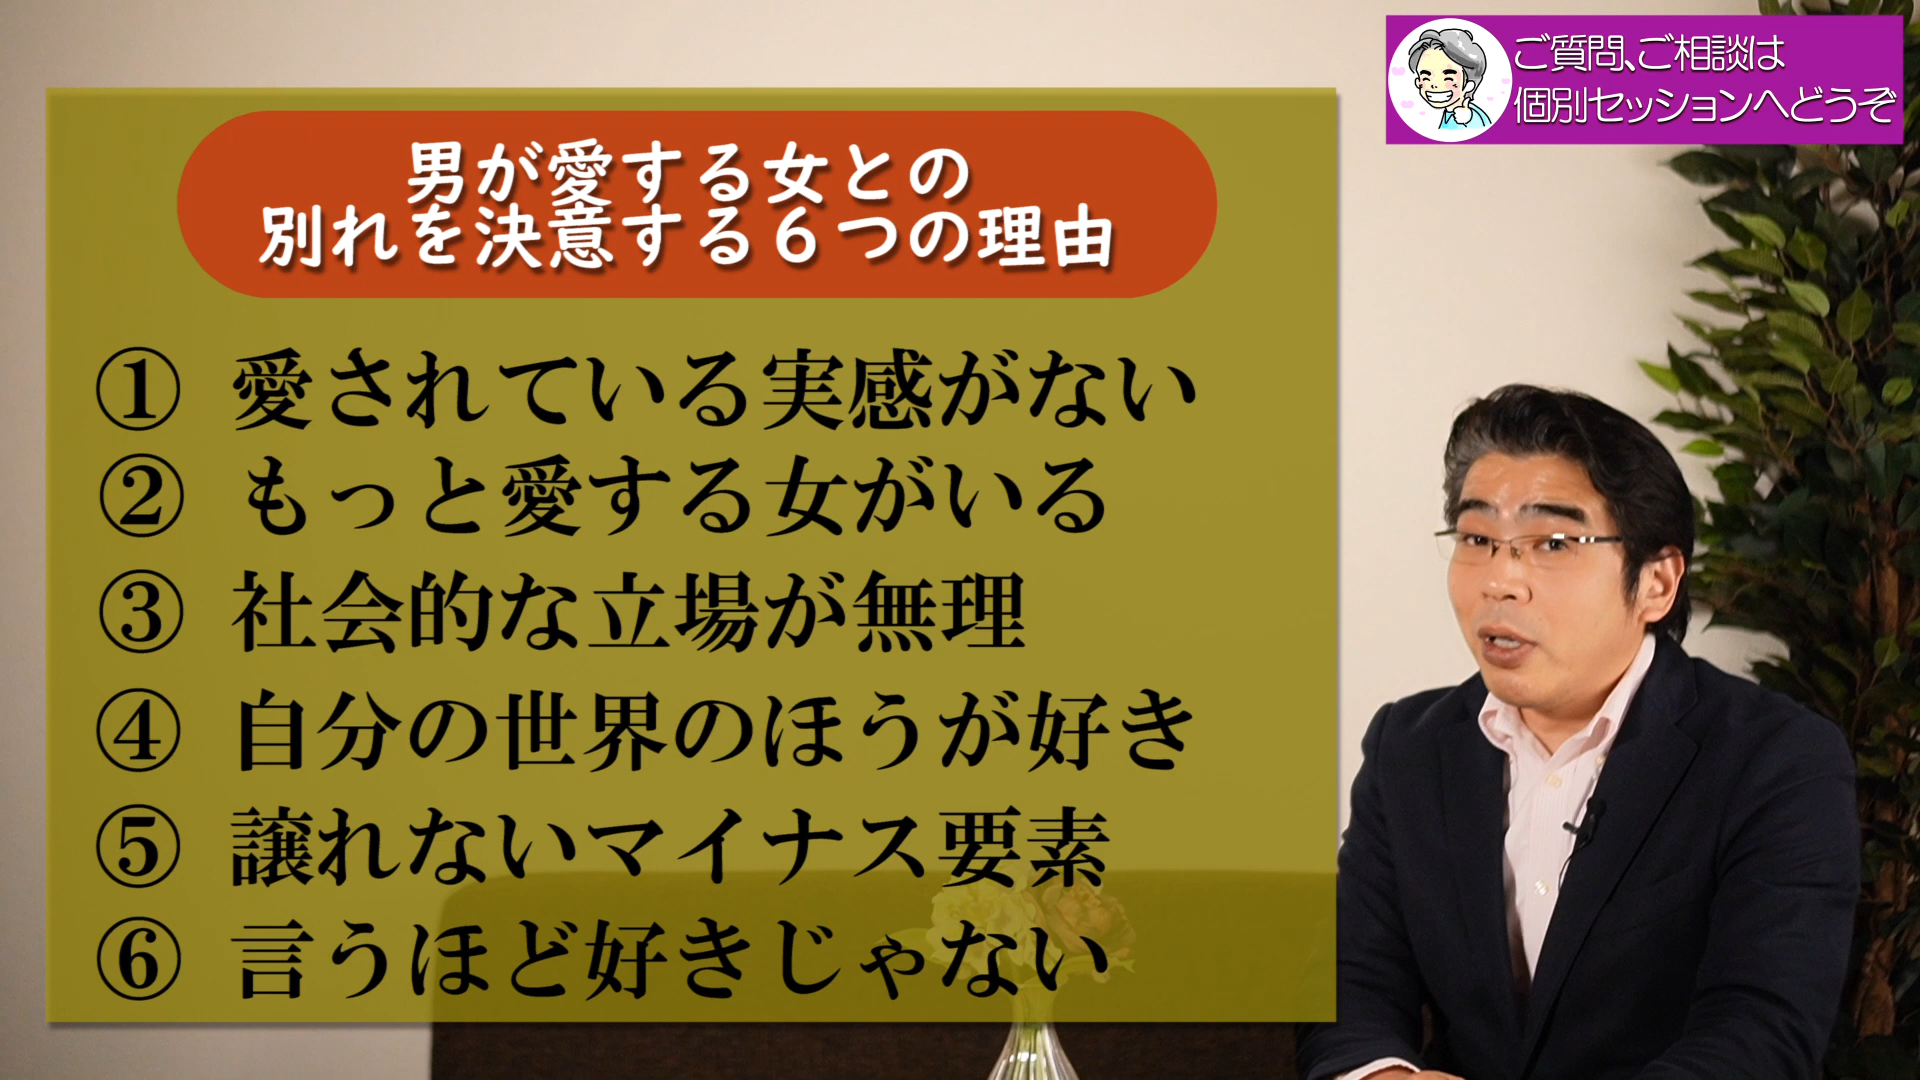 ご質問、ご相談は
個別セッションへどうぞ
男が愛する女との
別れを決意する6つの理由
① 愛されている実感がない
② もっと愛する女がいる
③ 社会的な立場が無理
④ 自分の世界のほうが好き
⑤ 譲れないマイナス要素
⑥ 言うほど好きじゃない